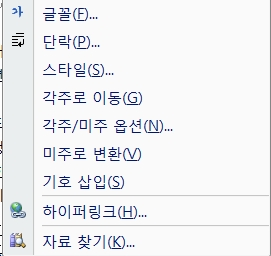 가 글꼴(F)...
단락(P)...
스타일(S)...
각주로 이동(G)
각주/미주 옵션(N)...
미주로 변환(V)
기호 삽입(S)
하이퍼링크(H)...
자료 찾기(K)...